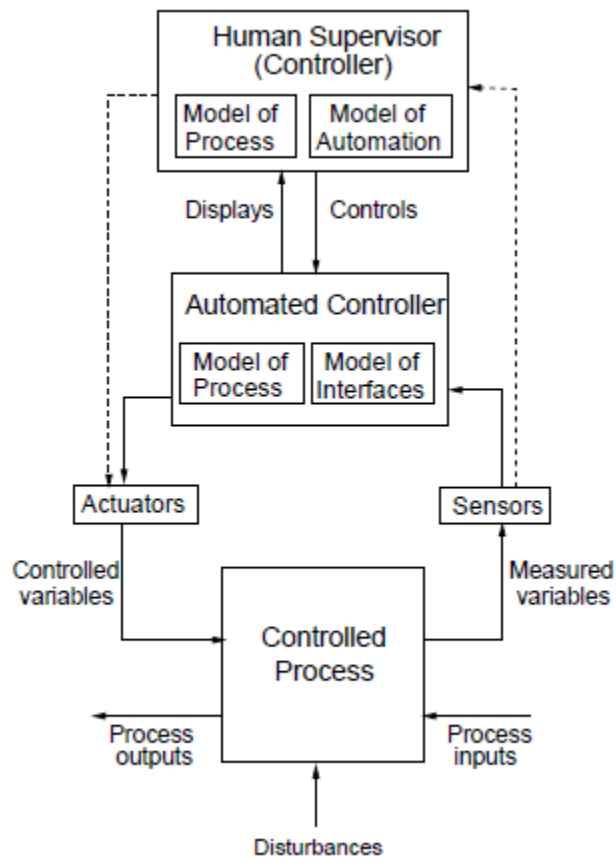 Human Supervisor
(Controller)
Model of
Process
Model of
Automation
Displays
Controls
Automated Controller
Model of
Process
Model of
Interfaces
Actuators
Sensors
Controlled
variables
Measured
variables
Controlled
Process
Process
outputs
Process
inputs
Disturbances